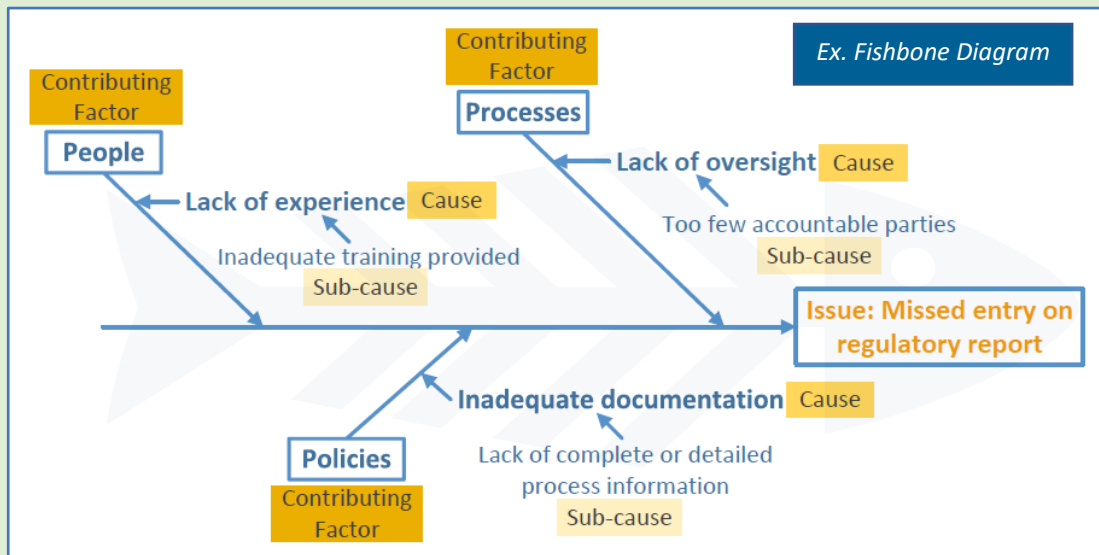 Ex. Fishbone Diagram
Contributing
Factor
People
Lack of experience Cause
Inadequate training provided
Sub-cause
Contributing
Factor
Processes
Lack of oversight Cause
Too few accountable parties
Sub-cause
Issue: Missed entry on
regulatory report
Inadequate documentation Cause
Lack of complete or detailed
process information
Sub-cause
Policies
Contributing
Factor